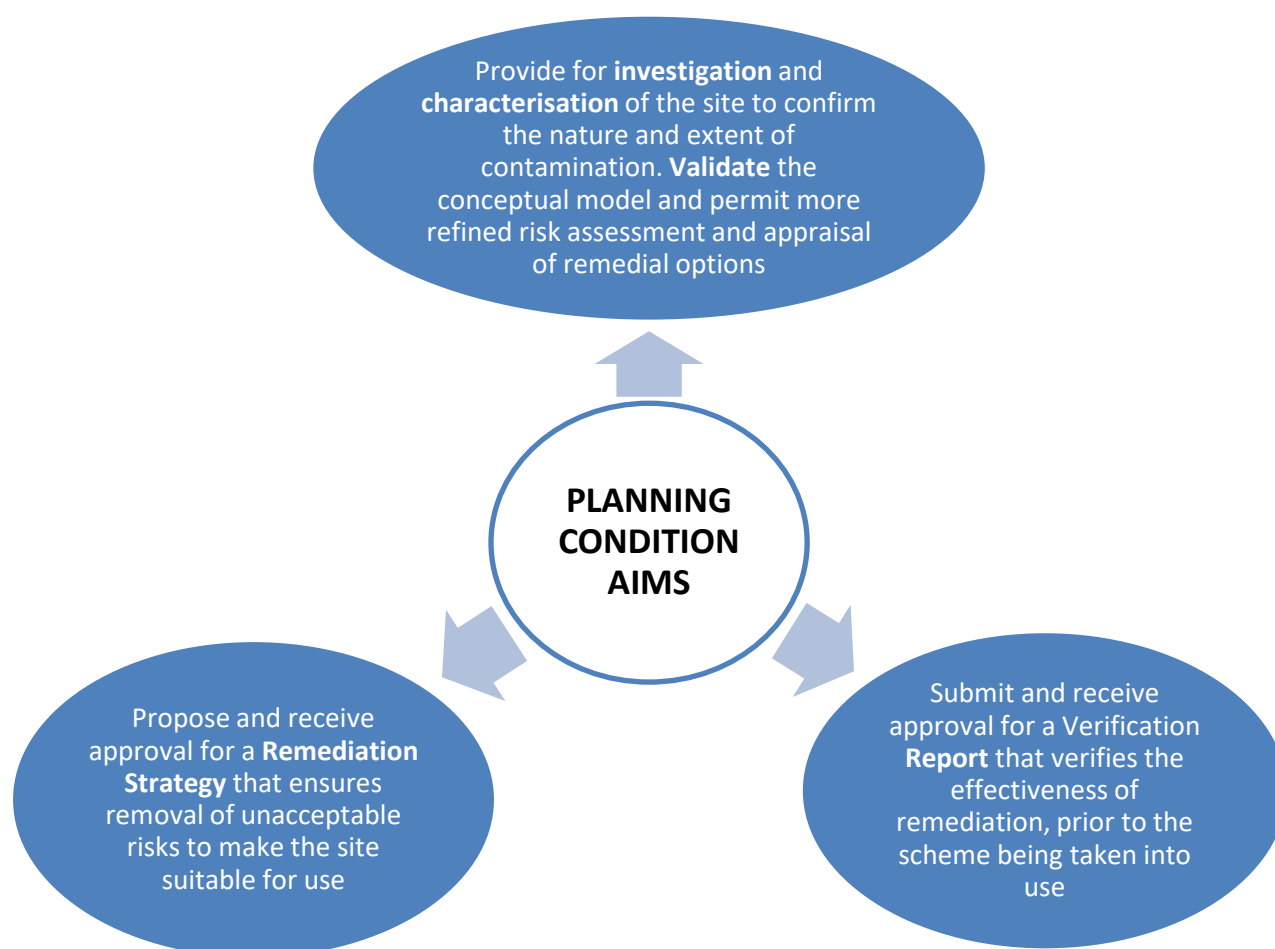 Provide for investigation and
characterisation of the site to confirm
the nature and extent of
contamination. Validate the
conceptual model and permit more
refined risk assessment and appraisal
of remedial options
PLANNING
CONDITION
AIMS
Propose and receive
approval for a Remediation
Strategy that ensures
removal of unacceptable
risks to make the site
suitable for use
Submit and receive
approval for a Verification
Report that verifies the
effectiveness of
remediation, prior to the
scheme being taken into
use